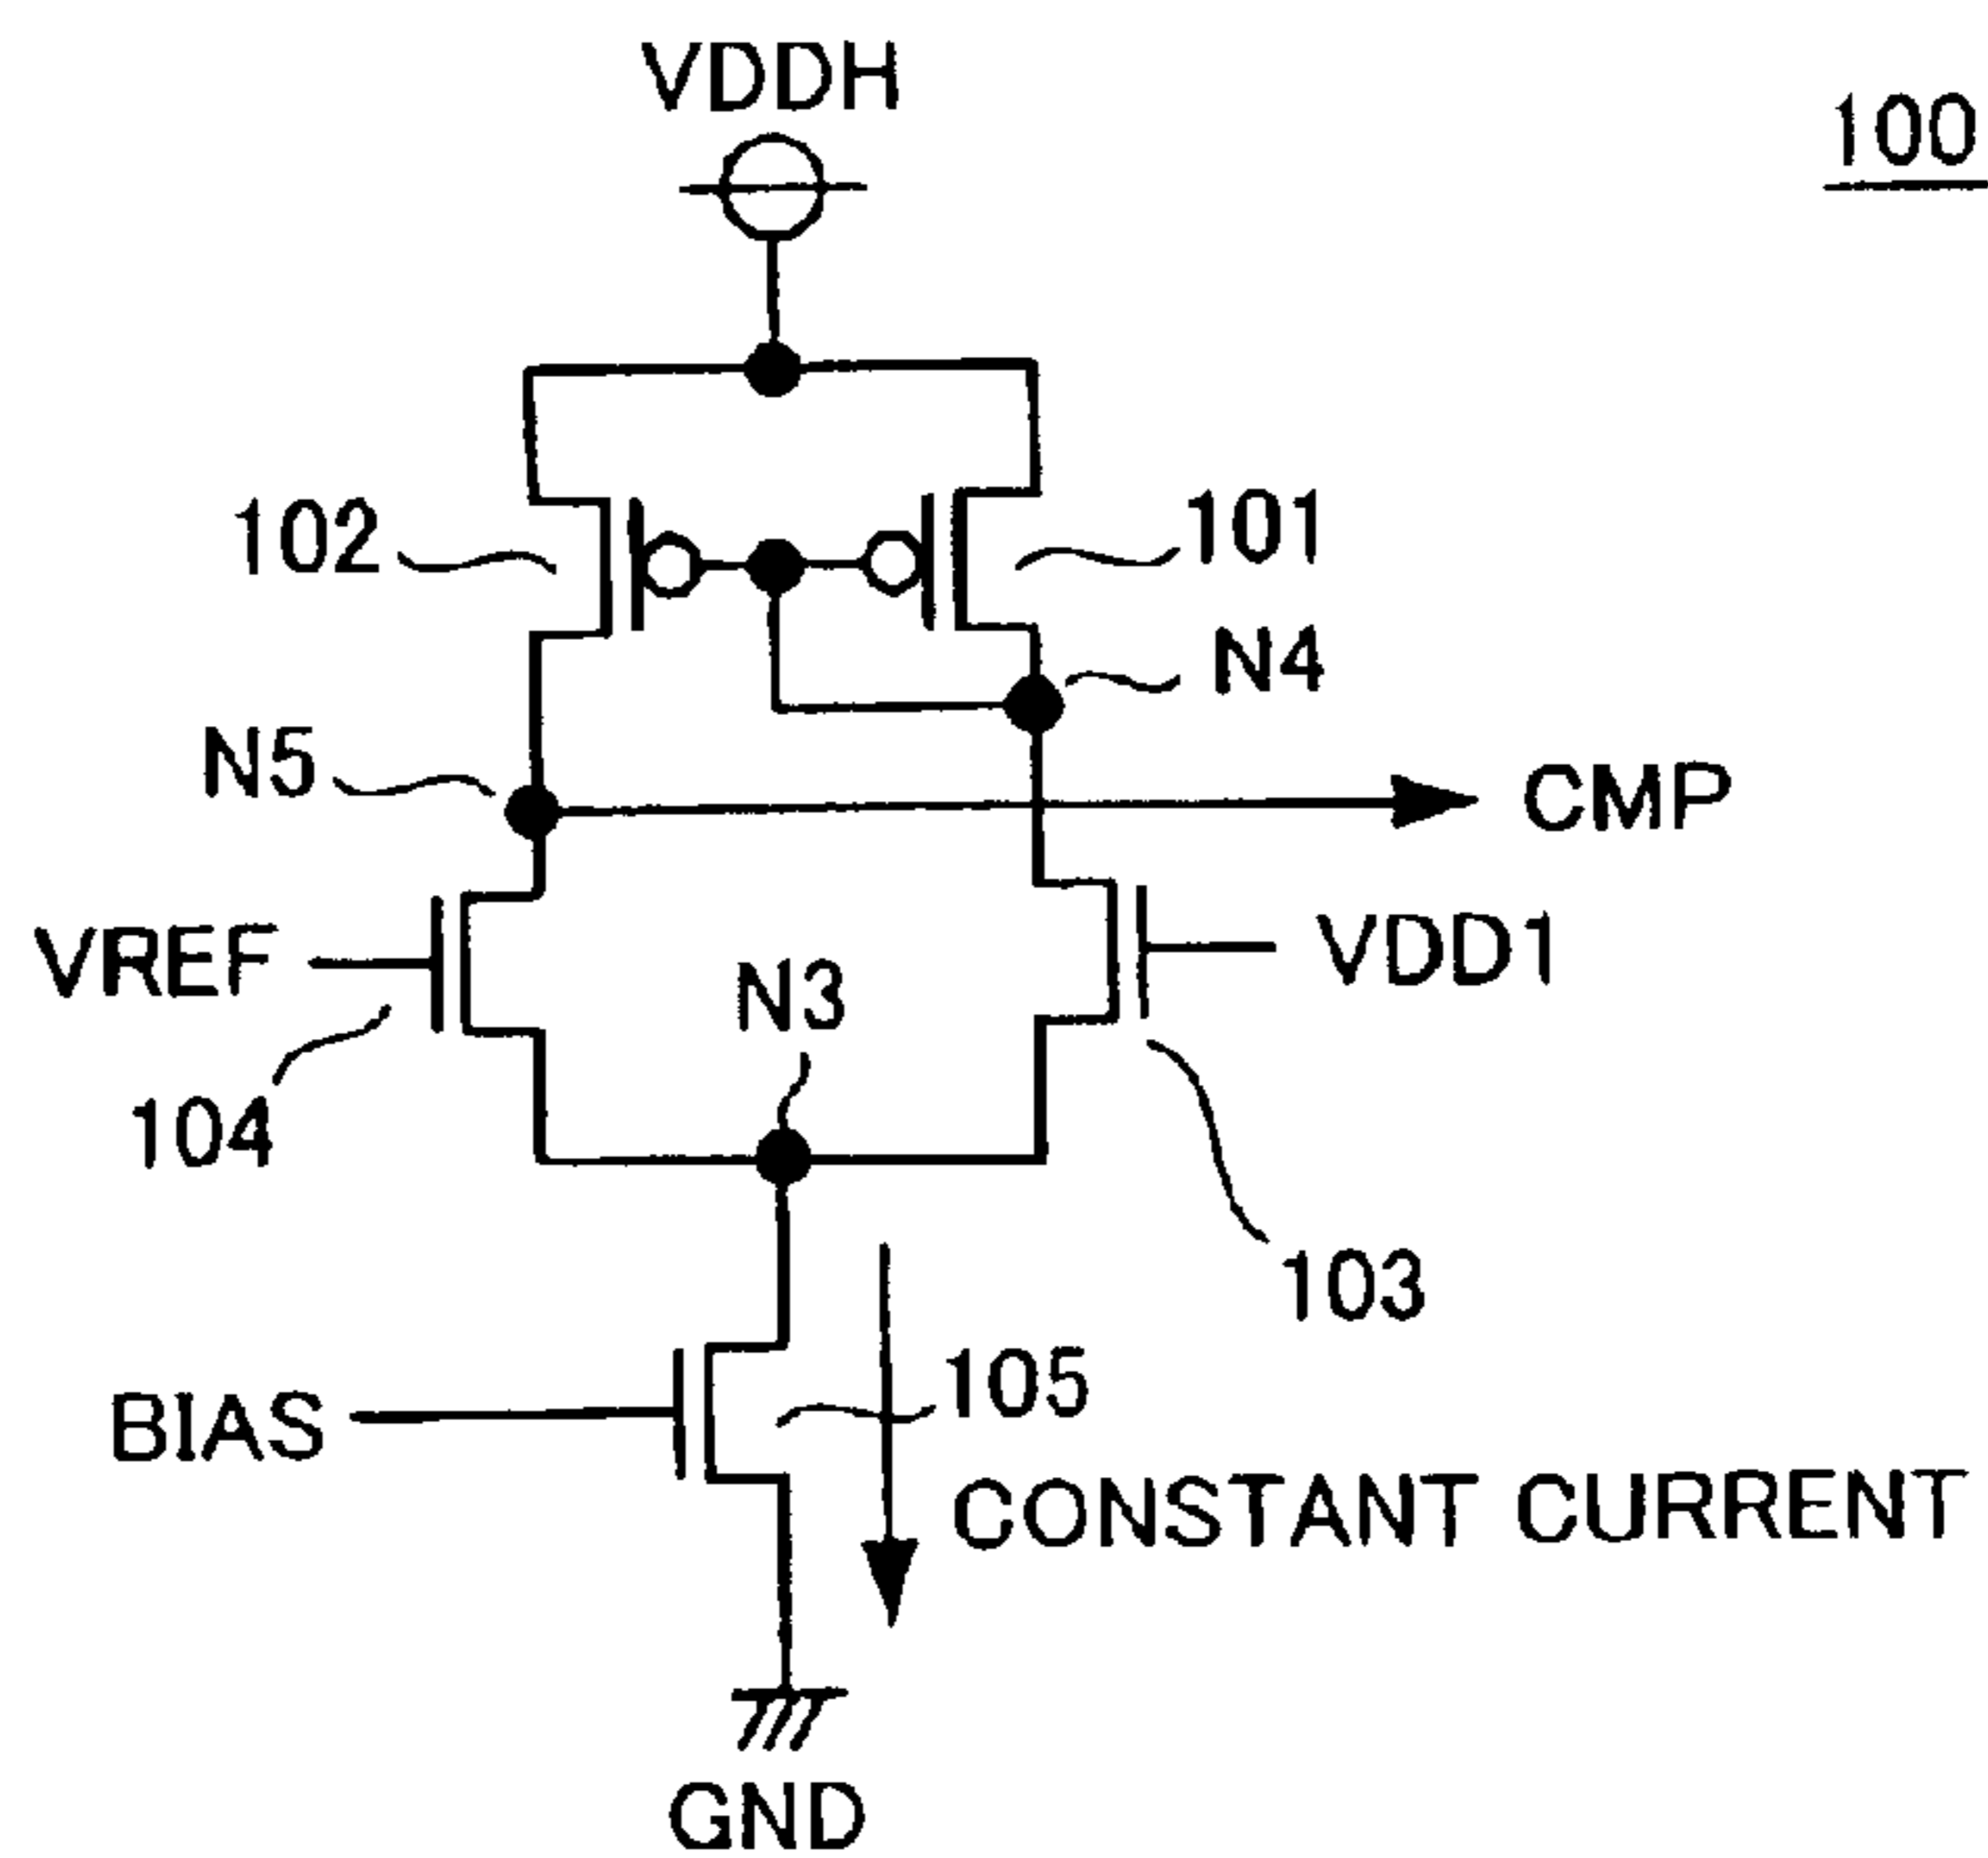 VDDH
100
102
101
N4
N5
CMP
VREF
N3
VDD1
104
103
105
BIAS
CONSTANT CURRENT
GND